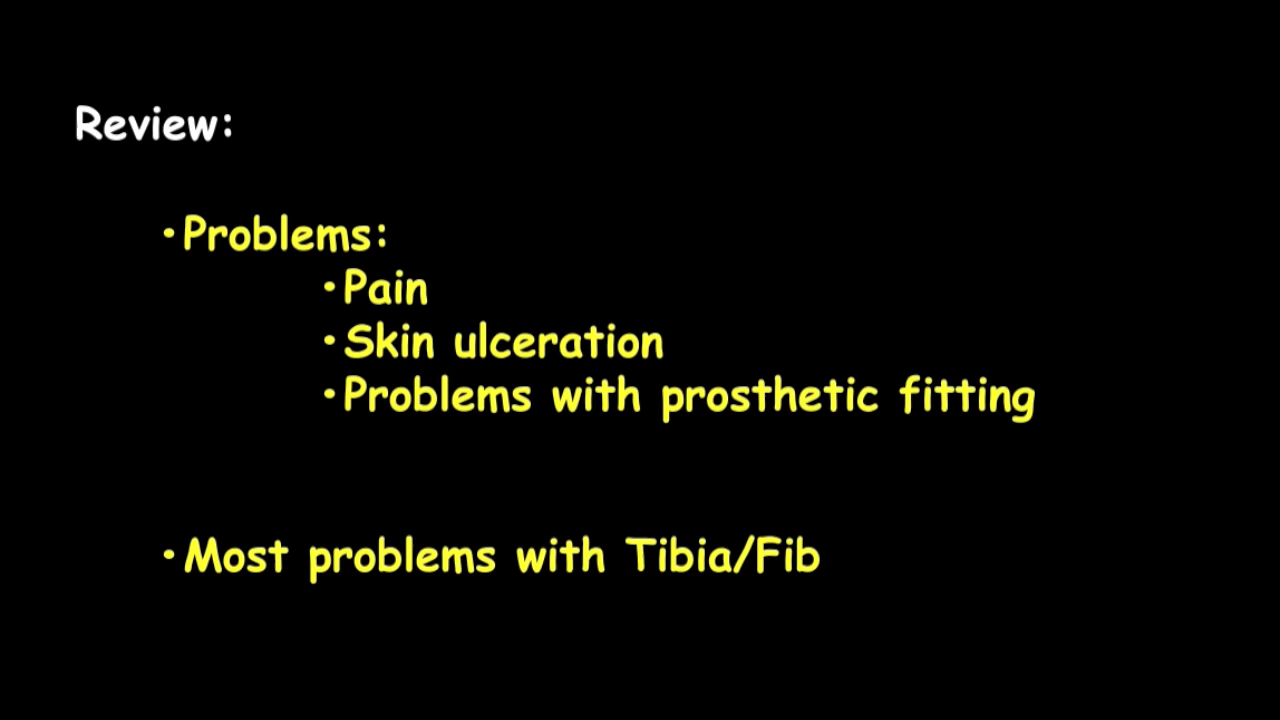 Review:
•Problems:
•Pain
•Skin ulceration
•Problems with prosthetic fitting
•Most problems with Tibia/Fib